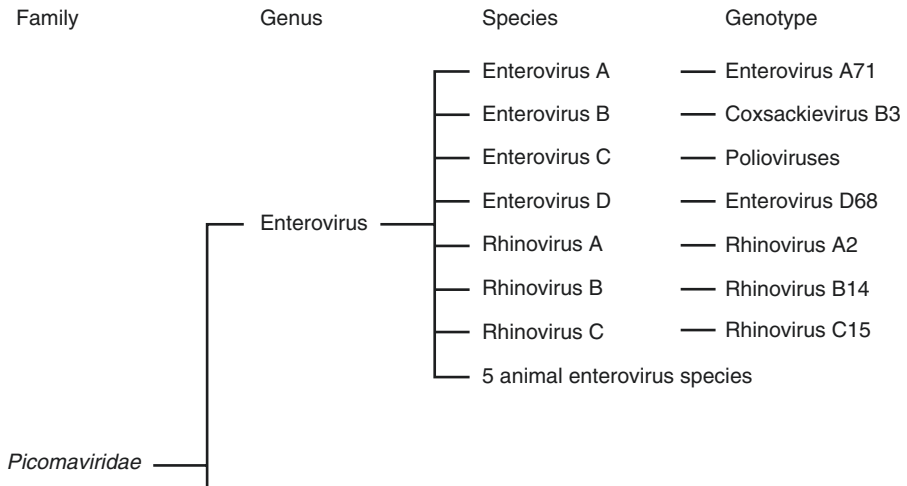 Family Genus Species Genotype
Enterovirus A Enterovirus A71
Enterovirus B Coxsackievirus B3
Enterovirus C Polioviruses
Enterovirus D Enterovirus D68
Enterovirus
Rhinovirus A Rhinovirus A2
Rhinovirus B Rhinovirus B14
Rhinovirus C Rhinovirus C15
5 animal enterovirus species
Picomaviridae